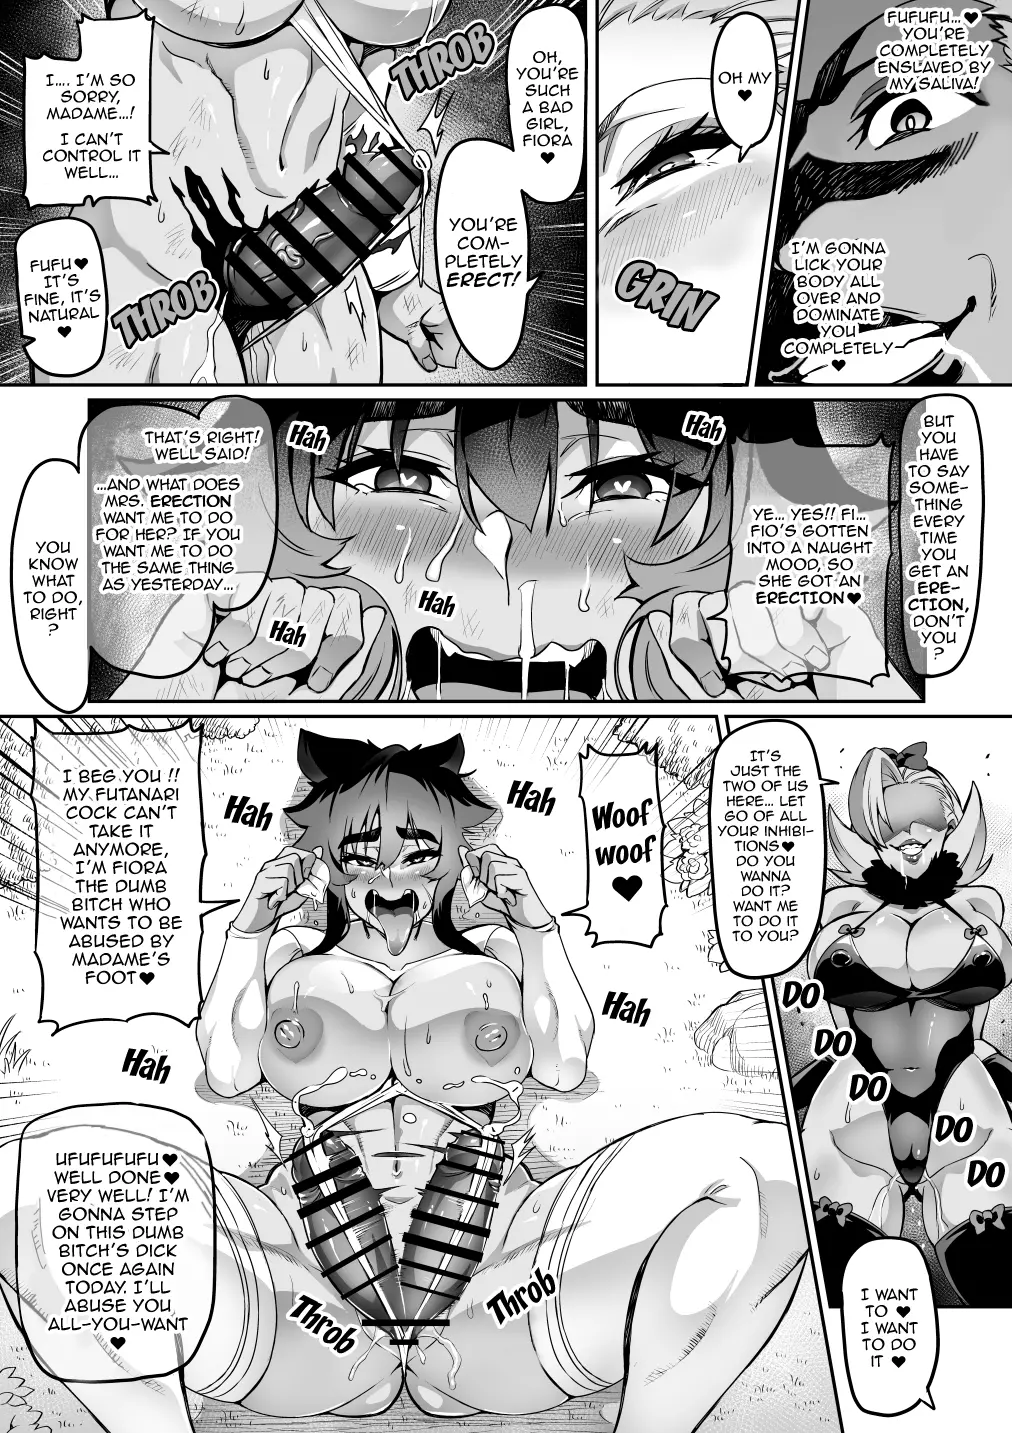 FUFUFU...♥
YOU'RE
COMPLETELY
ENSLAVED BY
MY SALIVA!
I'M GONNA
LICK YOUR
BODY ALL
OVER AND
DOMINATE
YOU
COMPLETELY
♥
OH MY
♥
GRIN
OH,
YOU'RE
SUCH
A BAD
GIRL,
FIORA
♥
YOU'RE
COM-
PLETELY
ERECT!
THROB
I.... I'M SO
SORRY,
MADAME...!
I CAN'T
CONTROL IT
WELL...
THROB
FUFU♥
IT'S
FINE, IT'S
NATURAL
♥
BUT
YOU
HAVE
TO SAY
SOME-
THING
EVERY
TIME
YOU
GET AN
ERE-
CTION,
DON'T
YOU
?
YE... YES!! FI...
FIO'S GOTTEN
INTO A NAUGHT
MOOD, SO
SHE GOT AN
ERECTION♥
Hah
Hah
Hah
Hah
THAT'S RIGHT!
WELL SAID!
...AND WHAT DOES
MRS. ERECTION
WANT ME TO DO
FOR HER? IF YOU
WANT ME TO DO
THE SAME THING
AS YESTERDAY...
YOU
KNOW
WHAT
TO DO,
RIGHT
?
IT'S
JUST THE
TWO OF US
HERE... LET
GO OF ALL
YOUR INHIBI-
TIONS♥
DO YOU
WANNA
DO IT?
WANT ME
TO DO IT
TO YOU?
DO
DO
DO
DO
DO
I WANT
TO ♥
I WANT
TO DO
IT ♥
Woof
woof
♥
Hah
Hah
Hah
Hah
I BEG YOU !!
MY FUTANARI
COCK CAN'T
TAKE IT
ANYMORE,
I'M FIORA
THE DUMB
BITCH WHO
WANTS TO BE
ABUSED BY
MADAME'S
FOOT♥
Throb
Throb
UFUFUFUFU♥
WELL DONE♥
VERY WELL! I'M
GONNA STEP
ON THIS DUMB
BITCH'S DICK
ONCE AGAIN
TODAY. I'LL
ABUSE YOU
ALL-YOU-WANT
♥